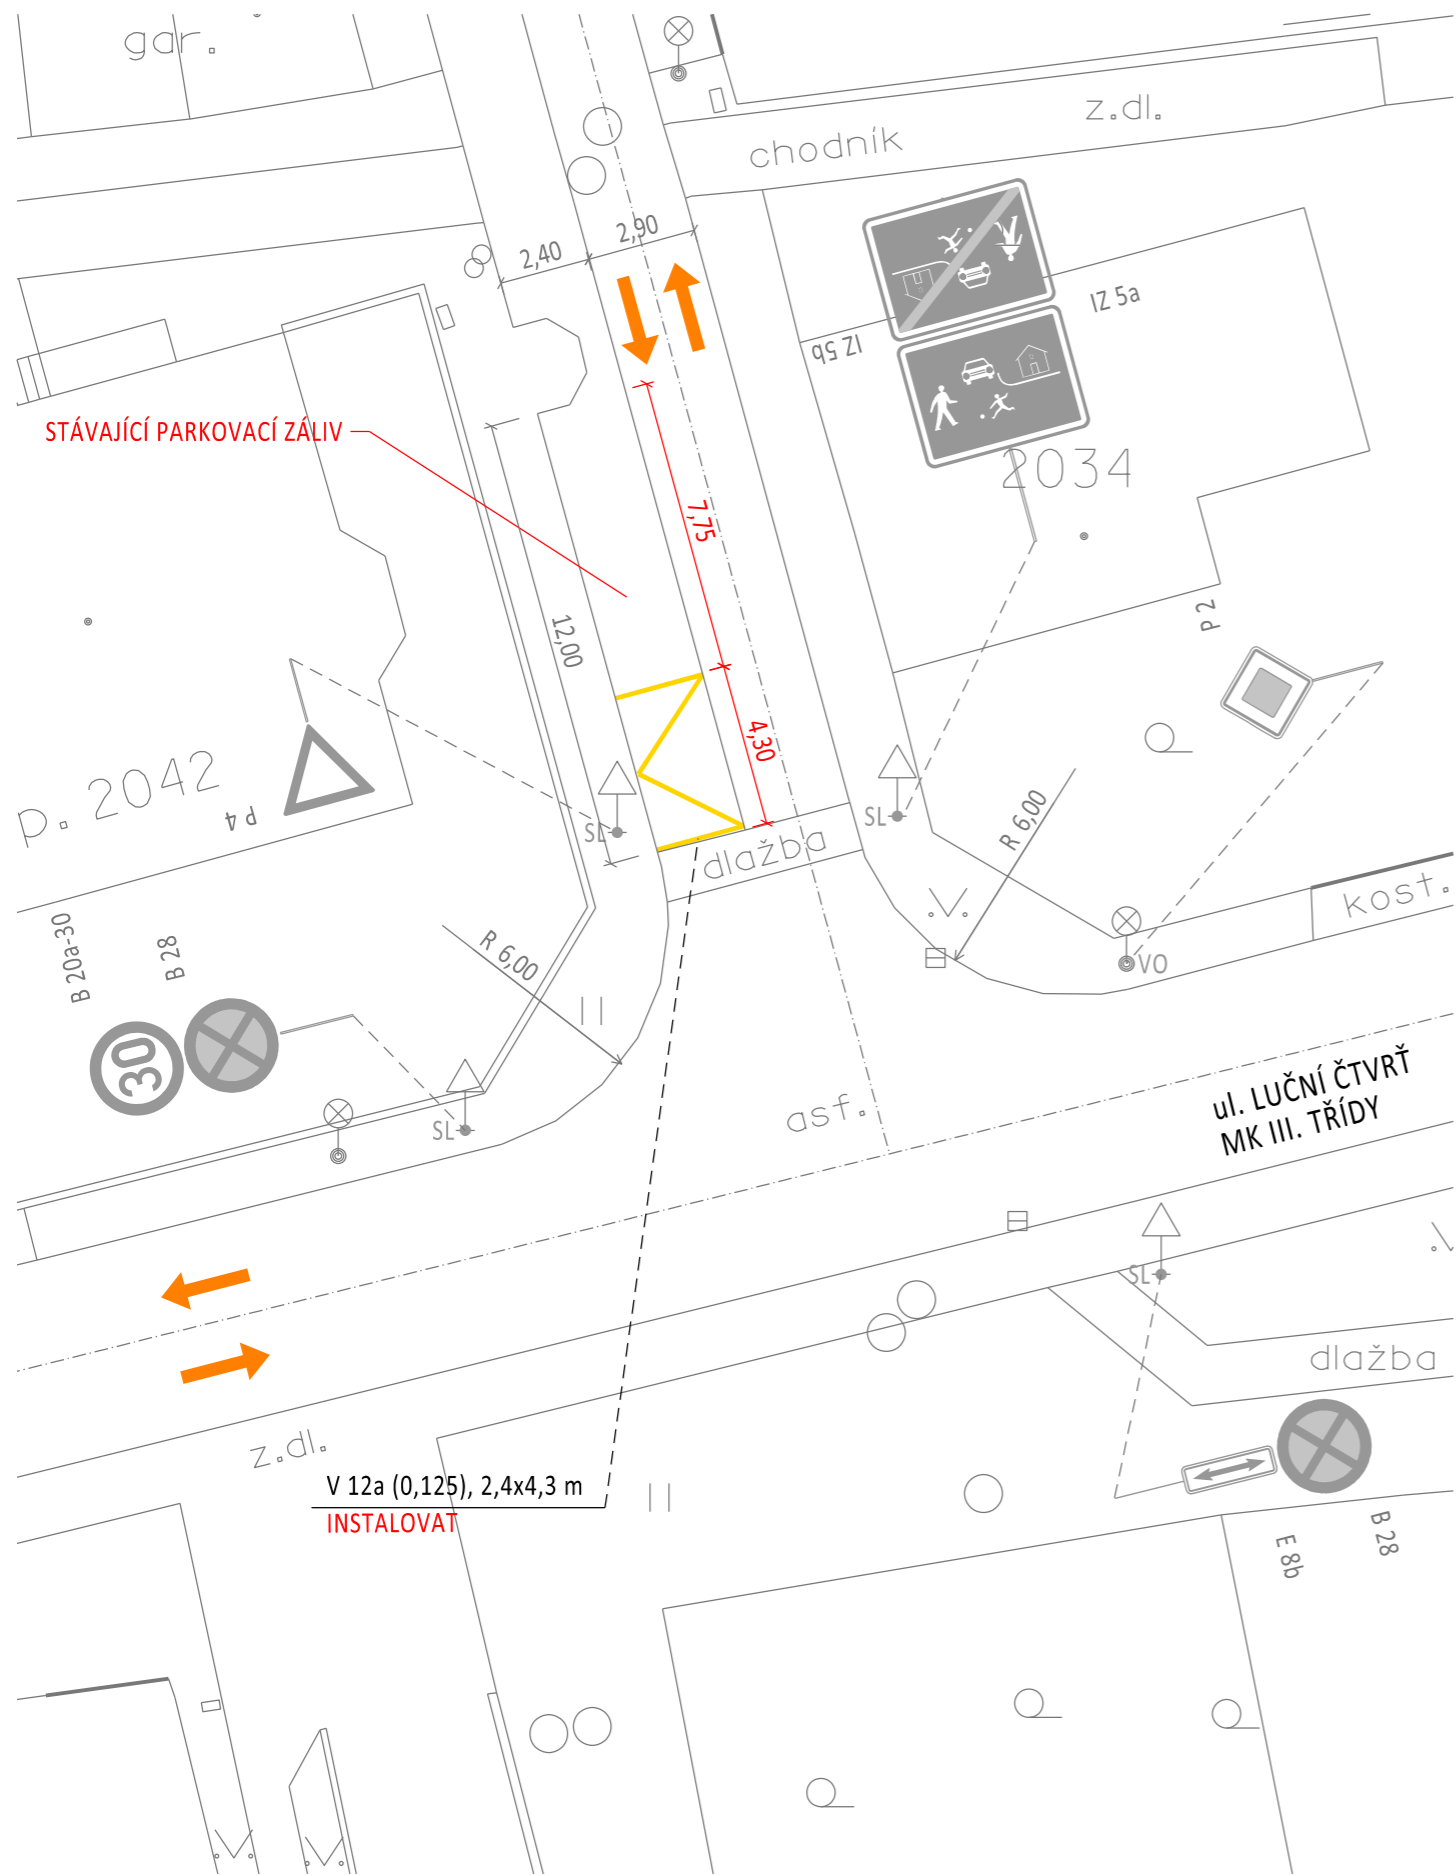 gar.
z.dl.
chodník
2,90
2,40
IZ 5a
IZ 5b
STÁVAJÍCÍ PARKOVACÍ ZÁLIV
2034
7,75
12,00
P 2
4,30
p. 2042
P 4
SL
SL
R 6,00
dlažba
kost.
B 20a-30
B 28
R 6,00
VO
30
ul. LUČNÍ ČTVRŤ
MK III. TŘÍDY
asf.
SL
SL
dlažba
z.dl.
V 12a (0,125), 2,4x4,3 m
INSTALOVAT
B 28
E 8b